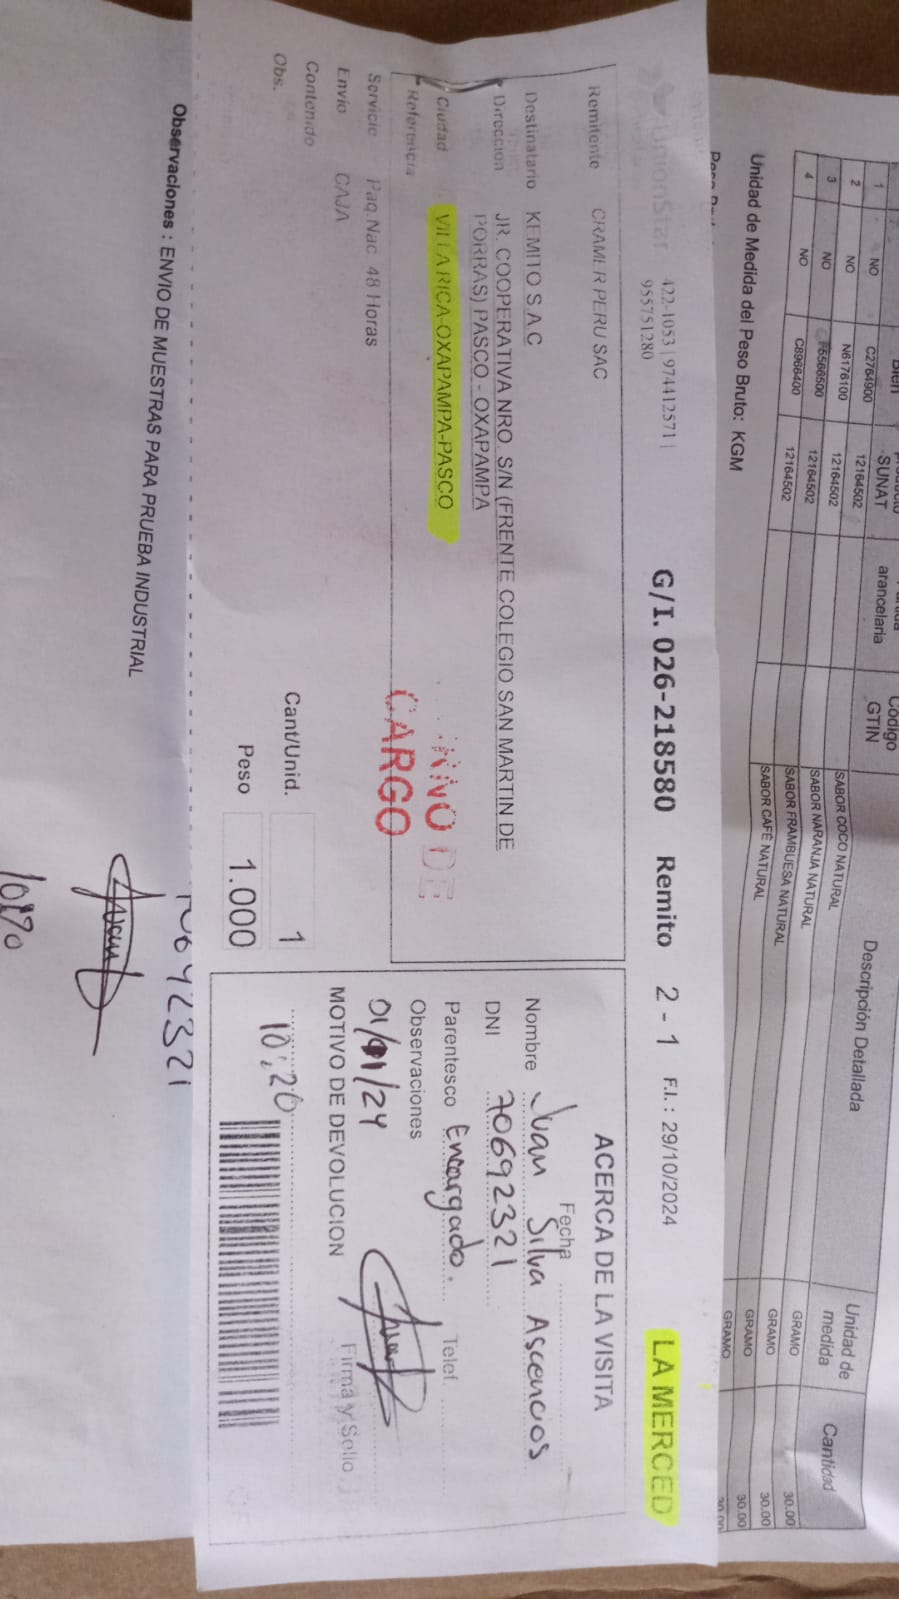 Bien
producto
SUNAT
arancelaria
Código
GTIN
Descripción Detallada
Unidad de
medida
Cantidad
1 NO C2764900 12164502 SABOR COCO NATURAL GRAMO 30.00
2 NO N6176100 12164502 SABOR NARANJA NATURAL GRAMO 30.00
3 NO F5566500 12164502 SABOR FRAMBUESA NATURAL GRAMO 30.00
4 NO C8966400 12164502 SABOR CAFÉ NATURAL GRAMO 30.00
Unidad de Medida del Peso Bruto: KGM
UnionStar
422-1053 | 974412571 |
955751280
G/I. 026-218580 Remito 2 - 1 F.I. : 29/10/2024 LA MERCED
Remitente CRAMER PERU SAC
Destinatario KEMITO S.A.C
Direccion JR. COOPERATIVA NRO. S/N (FRENTE COLEGIO SAN MARTIN DE
PORRAS) PASCO - OXAPAMPA
Ciudad VILLA RICA-OXAPAMPA-PASCO
Referencia
Servicio Paq.Nac. 48 Horas
Envio CAJA
Contenido
Obs.
DE
CARGO
Cant/Unid. 1
Peso 1.000
ACERCA DE LA VISITA
Fecha
Nombre Juan Silva Ascencios
DNI 70692321
Parentesco Encargado. Telef.
Observaciones
01/11/24
MOTIVO DE DEVOLUCION Firma y Sello
10:20
Observaciones : ENVIO DE MUESTRAS PARA PRUEBA INDUSTRIAL